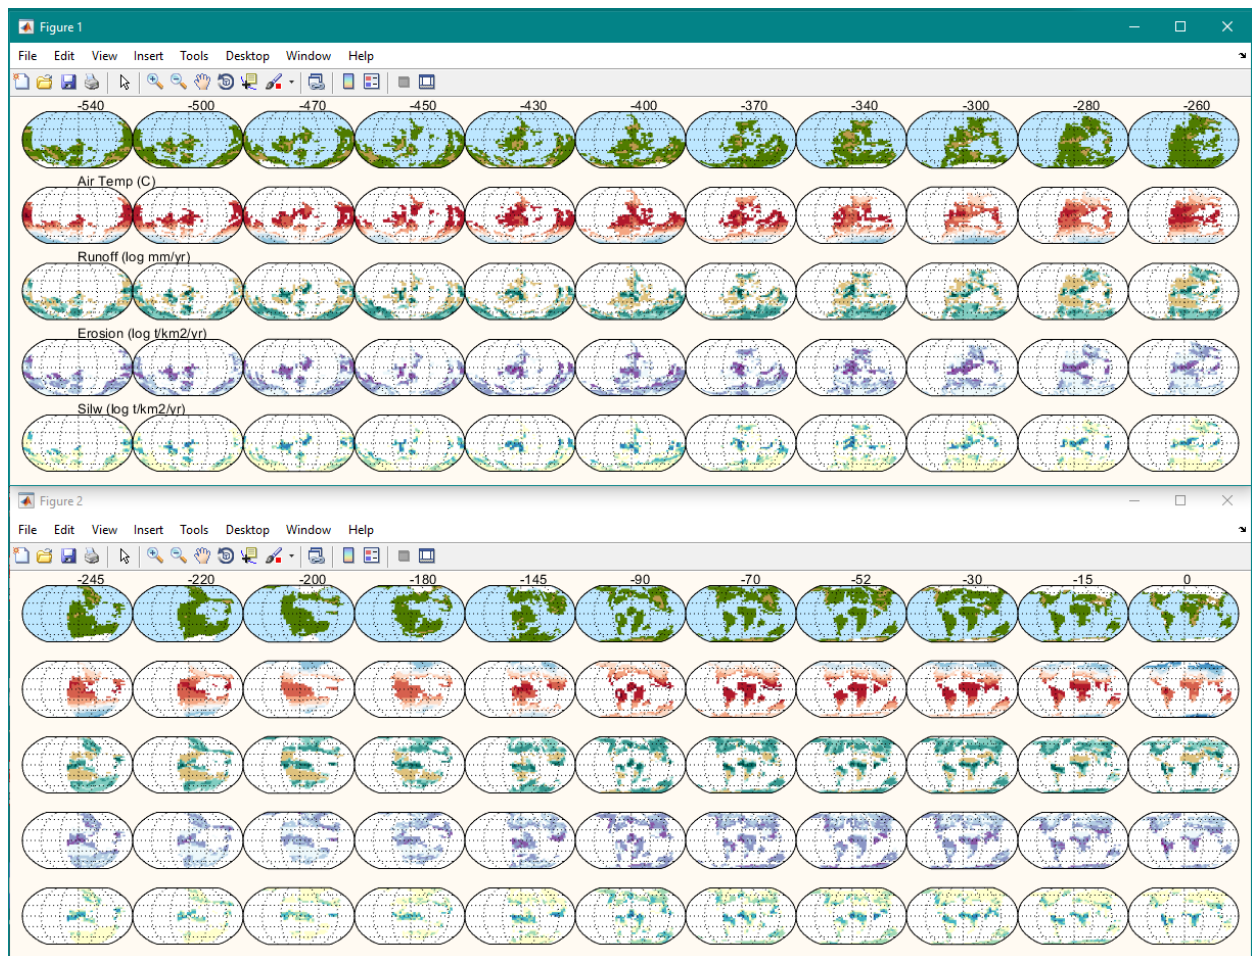 Figure 1
File Edit View Insert Tools Desktop Window Help
-540 -500 -470 -450 -430 -400 -370 -340 -300 -280 -260
Air Temp (C)
Runoff (log mm/yr)
Erosion (log t/km2/yr)
Silw (log t/km2/yr)
Figure 2
File Edit View Insert Tools Desktop Window Help
-245 -220 -200 -180 -145 -90 -70 -52 -30 -15 0